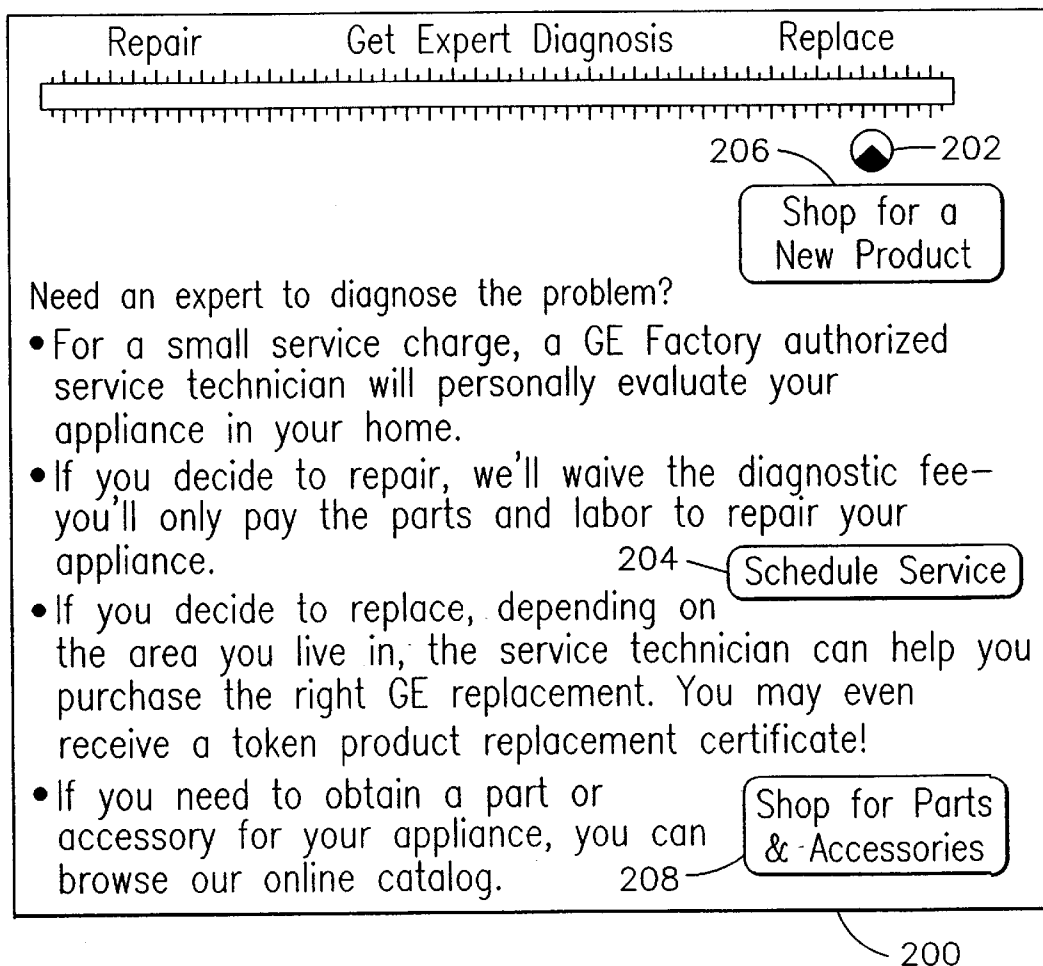 Repair Get Expert Diagnosis Replace
206 202
Shop for a
New Product
Need an expert to diagnose the problem?
• For a small service charge, a GE Factory authorized
service technician will personally evaluate your
appliance in your home.
• If you decide to repair, we'll waive the diagnostic fee—
you'll only pay the parts and labor to repair your
appliance.
204 Schedule Service
• If you decide to replace, depending on
the area you live in, the service technician can help you
purchase the right GE replacement. You may even
receive a token product replacement certificate!
• If you need to obtain a part or
accessory for your appliance, you can
browse our online catalog.
Shop for Parts
& Accessories
208
200